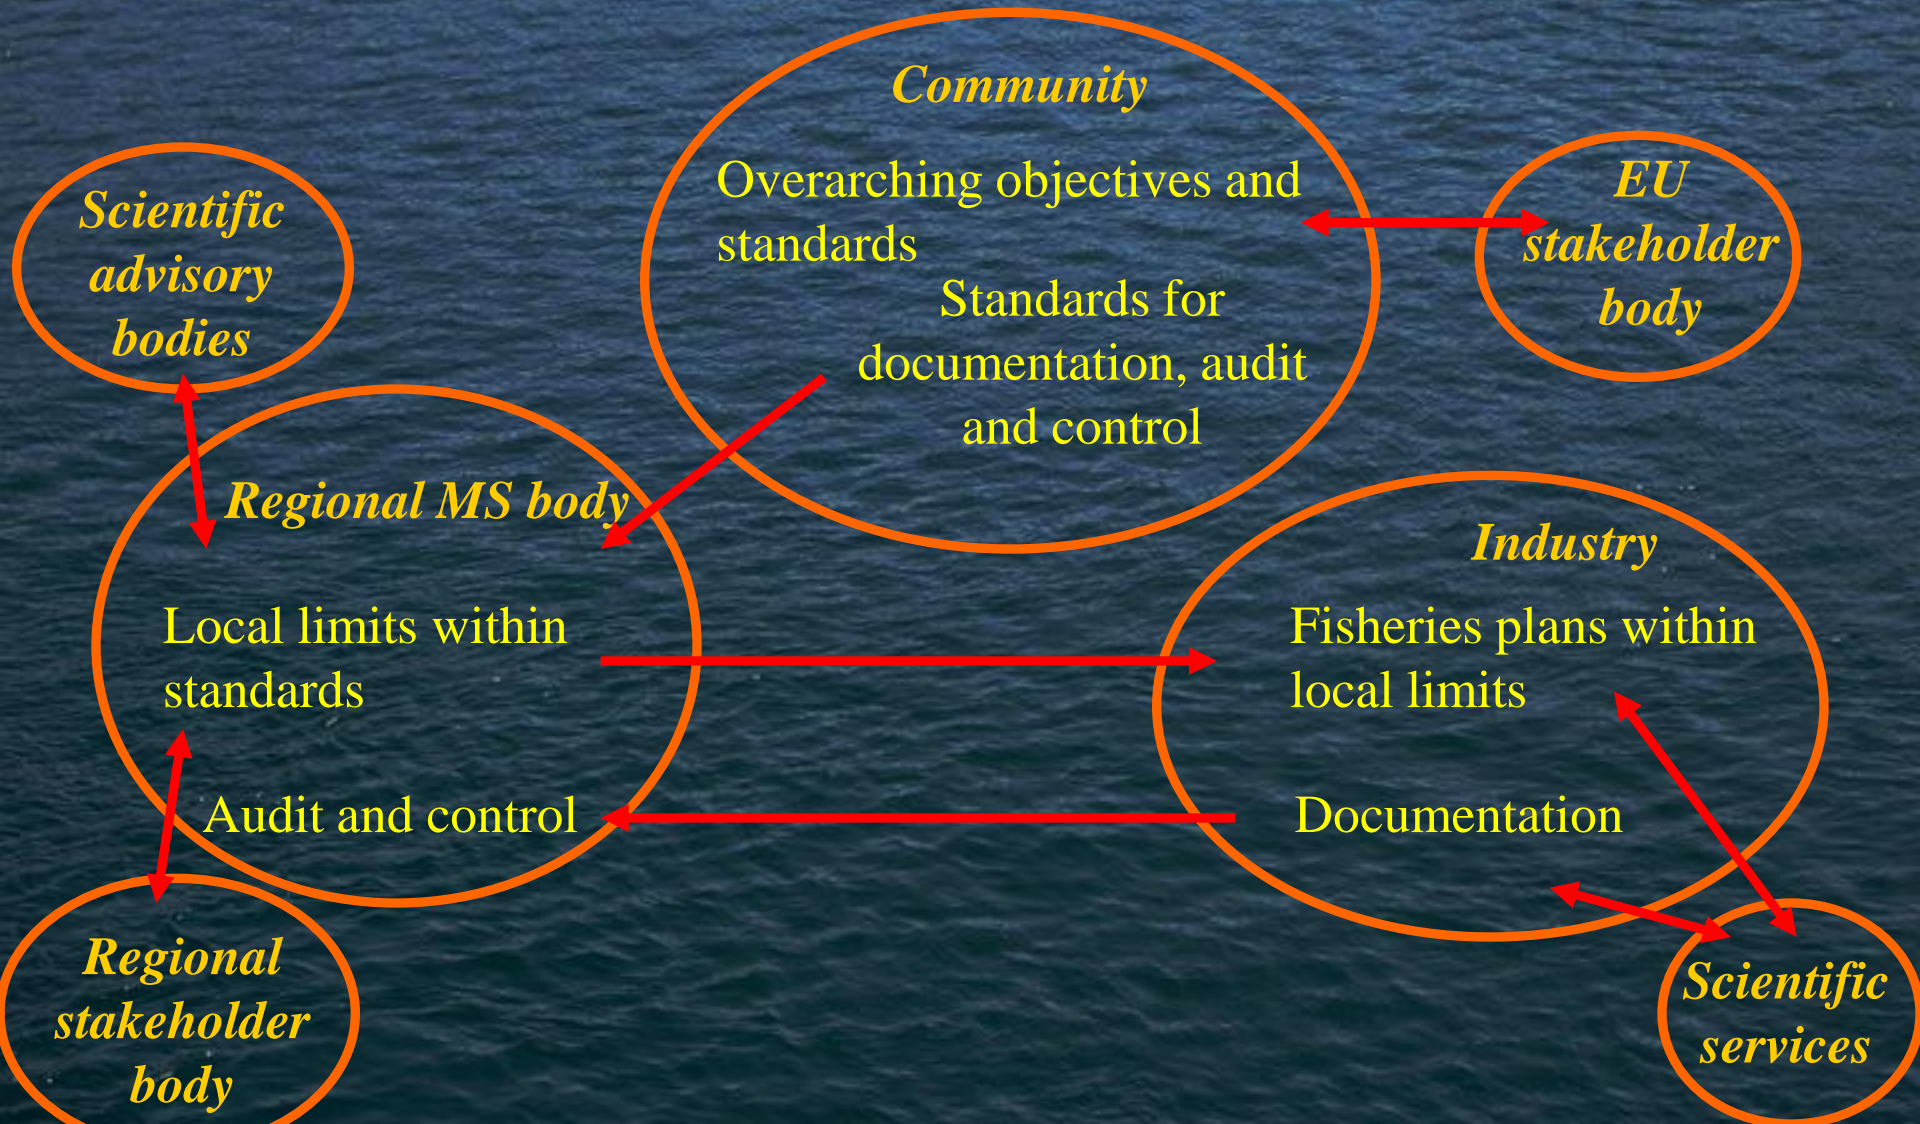 Community
Overarching objectives and
standards
Standards for
documentation, audit
and control
EU
stakeholder
body
Scientific
advisory
bodies
Regional MS body
Local limits within
standards
Audit and control
Industry
Fisheries plans within
local limits
Documentation
Regional
stakeholder
body
Scientific
services